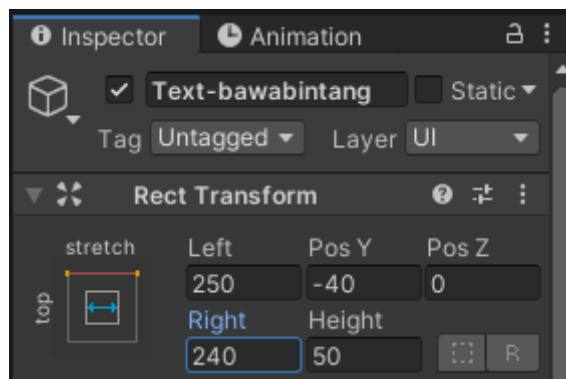 Inspector Animation
Text-bawabintang Static
Tag Untagged Layer UI
Rect Transform
stretch Left Pos Y Pos Z
top 250 -40 0
Right Height
240 50 R